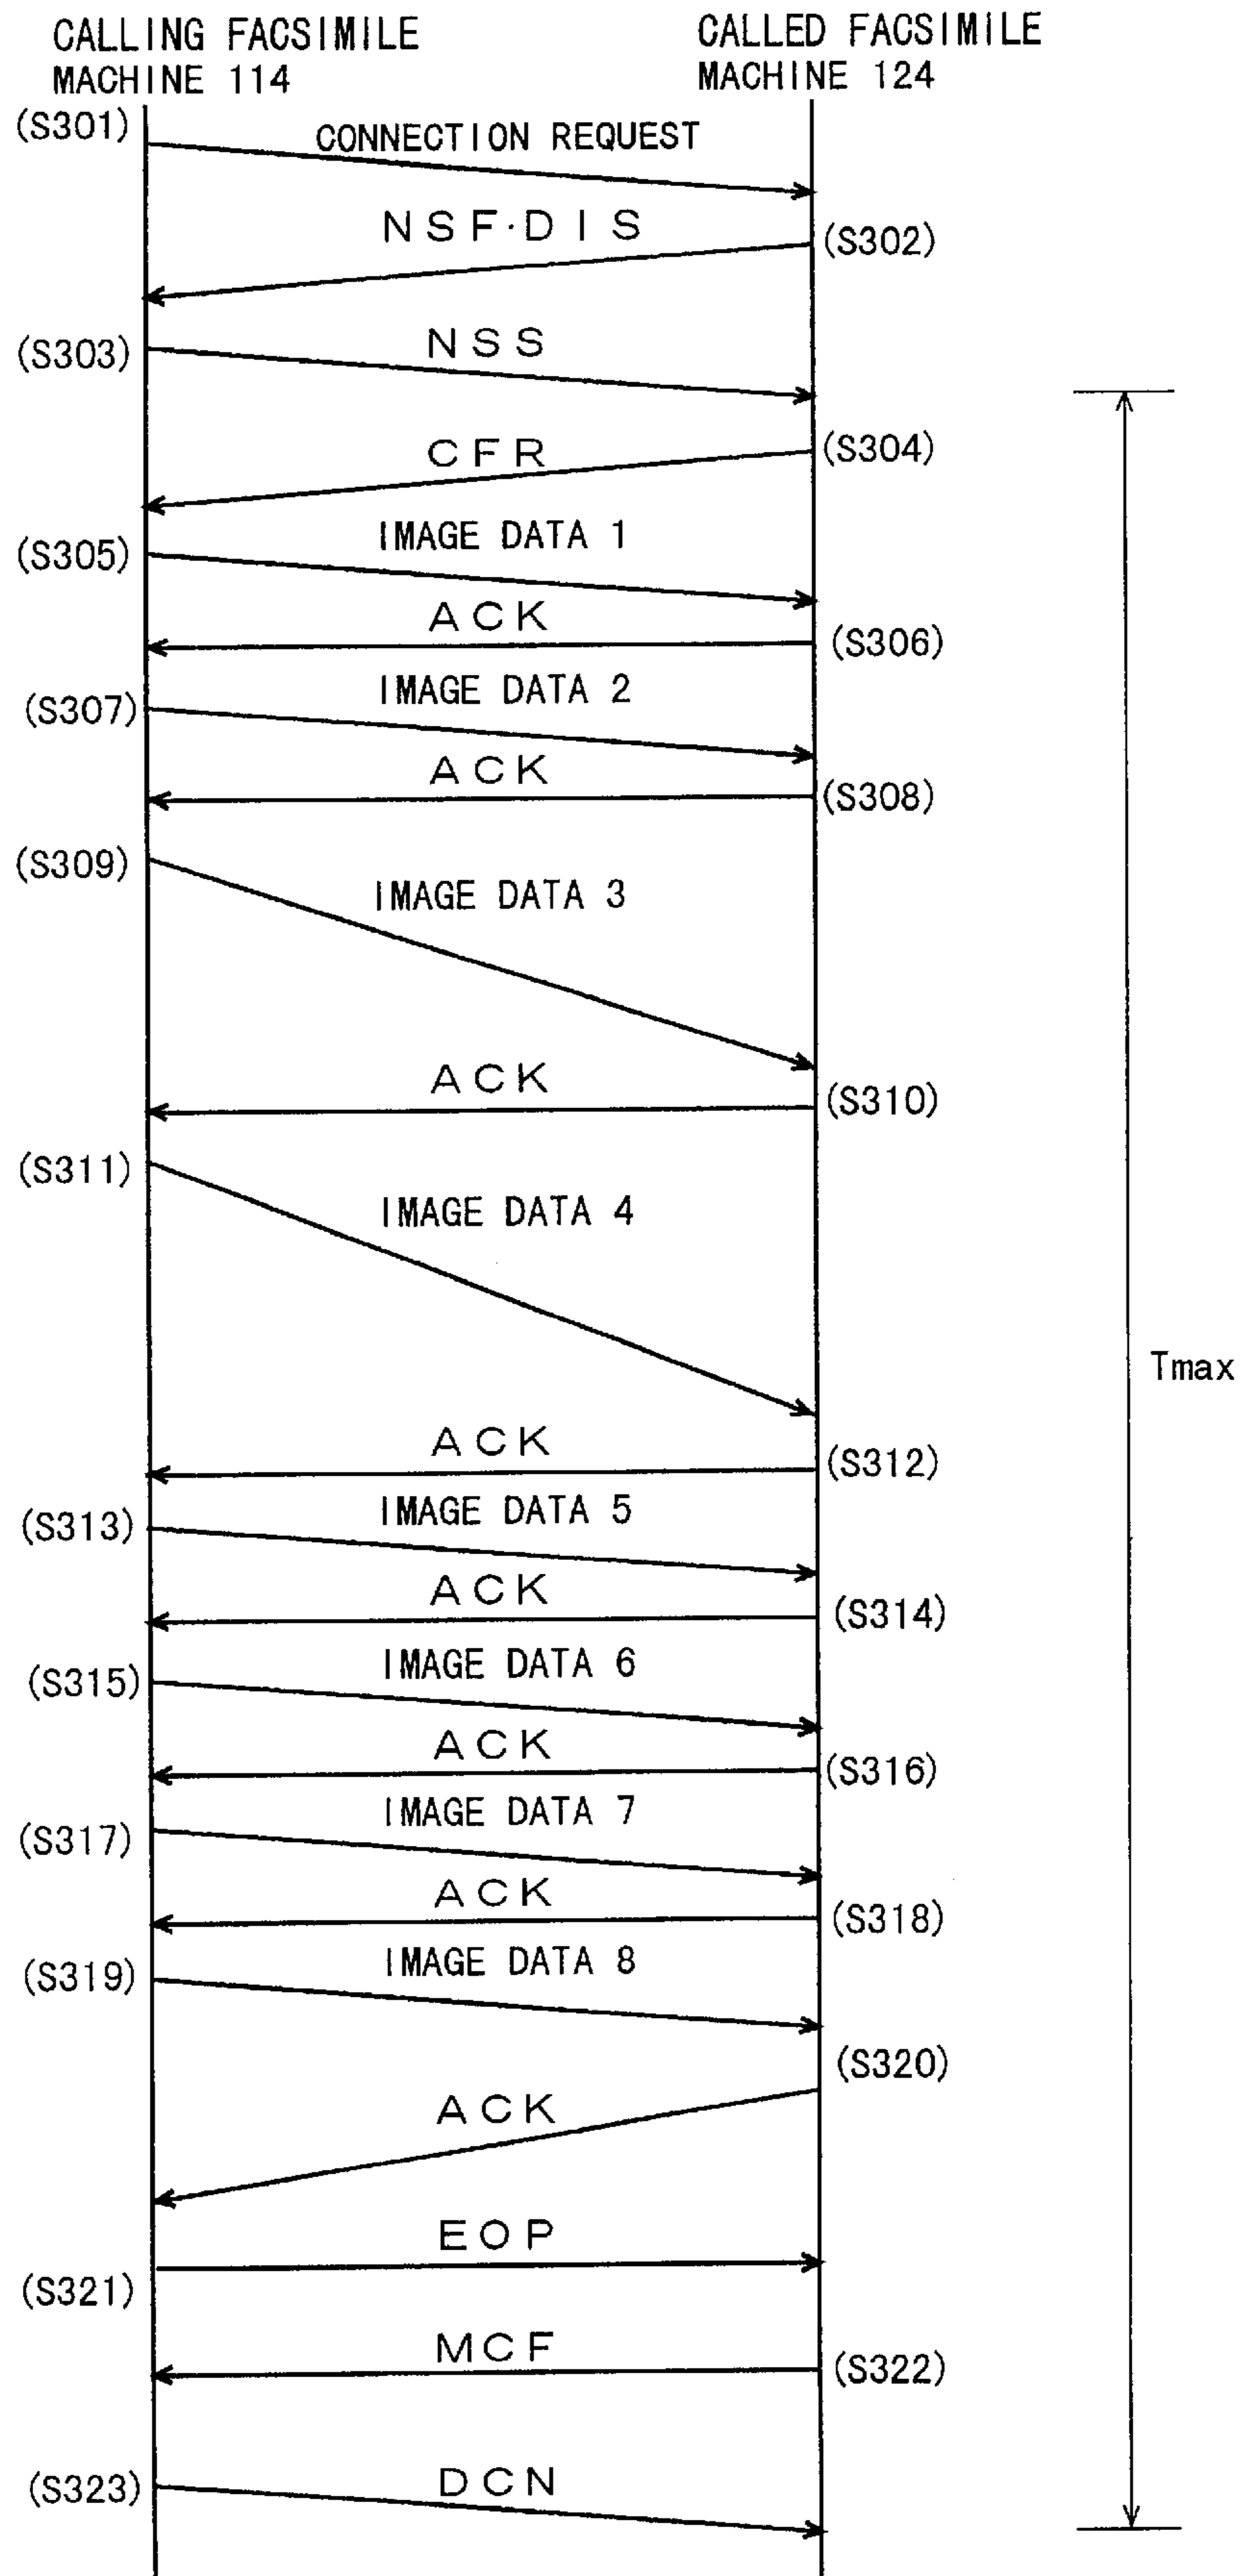 CALLING FACSIMILE
MACHINE 114
CALLED FACSIMILE
MACHINE 124
(S301)
CONNECTION REQUEST
NSF·DIS
(S302)
(S303)
NSS
CFR
(S304)
(S305)
IMAGE DATA 1
ACK
(S306)
(S307)
IMAGE DATA 2
ACK
(S308)
(S309)
IMAGE DATA 3
ACK
(S310)
(S311)
IMAGE DATA 4
Tmax
ACK
(S312)
(S313)
IMAGE DATA 5
ACK
(S314)
(S315)
IMAGE DATA 6
ACK
(S316)
(S317)
IMAGE DATA 7
ACK
(S318)
(S319)
IMAGE DATA 8
(S320)
ACK
EOP
(S321)
MCF
(S322)
(S323)
DCN